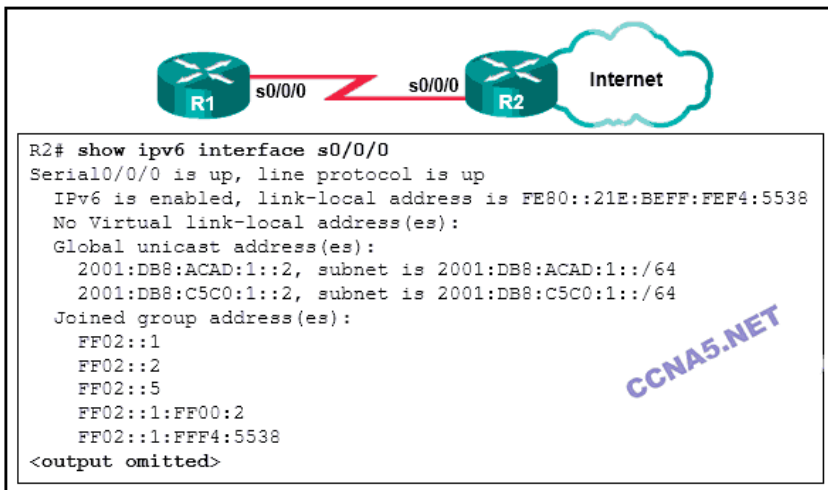 R1
s0/0/0
s0/0/0
R2
Internet
R2# show ipv6 interface s0/0/0
Serial0/0/0 is up, line protocol is up
IPv6 is enabled, link-local address is FE80::21E:BEFF:FEF4:5538
No Virtual link-local address(es):
Global unicast address(es):
2001:DB8:ACAD:1::2, subnet is 2001:DB8:ACAD:1::/64
2001:DB8:C5C0:1::2, subnet is 2001:DB8:C5C0:1::/64
Joined group address(es):
FF02::1
FF02::2
FF02::5
FF02::1:FF00:2
FF02::1:FFF4:5538
<output omitted>
CCNA5.NET